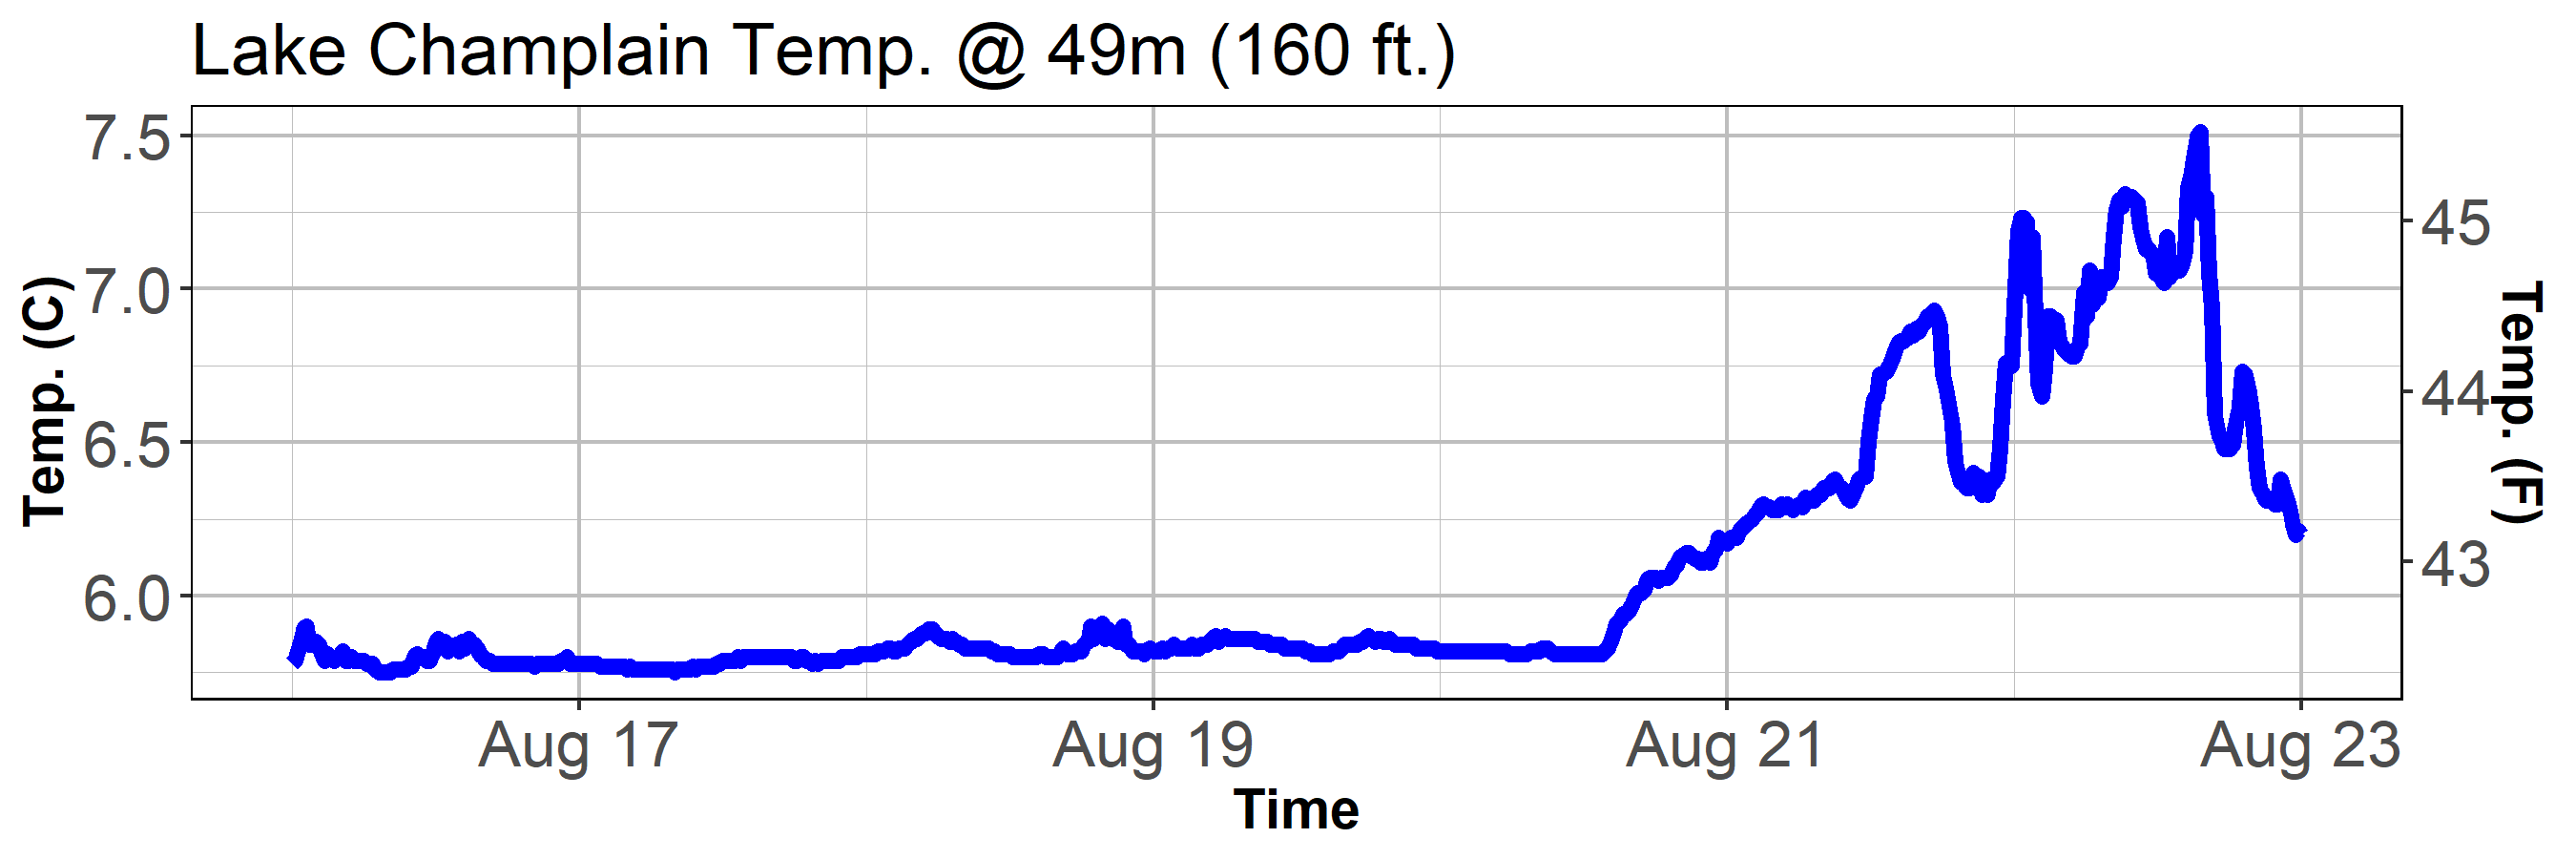 Lake Champlain Temp. @ 49m (160 ft.)
7.5
7.0
6.5
6.0
Temp. (C)
45
44
43
Temp. (F)
Aug 17 Aug 19 Aug 21 Aug 23
Time